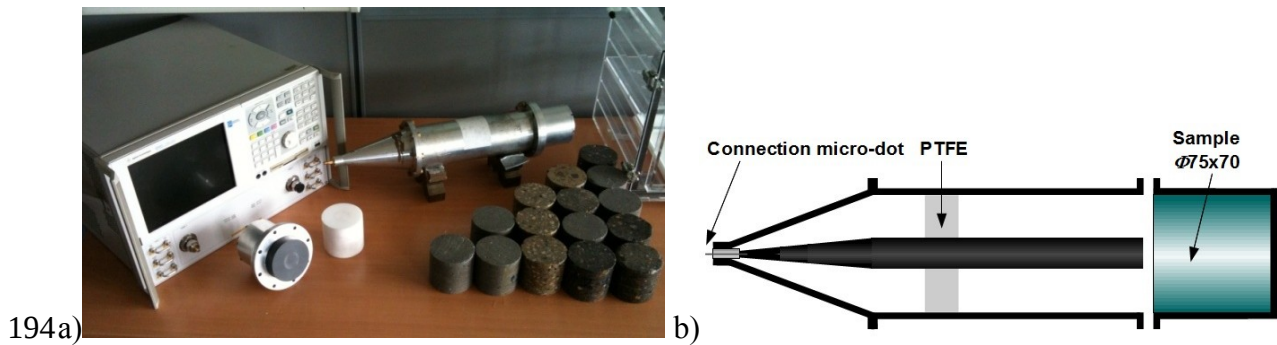 194a)
b)
Connection micro-dot PTFE
Sample
Φ75x70